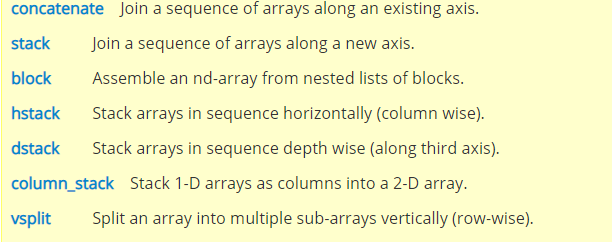 concatenate Join a sequence of arrays along an existing axis.
stack Join a sequence of arrays along a new axis.
block Assemble an nd-array from nested lists of blocks.
hstack Stack arrays in sequence horizontally (column wise).
dstack Stack arrays in sequence depth wise (along third axis).
column_stack Stack 1-D arrays as columns into a 2-D array.
vsplit Split an array into multiple sub-arrays vertically (row-wise).